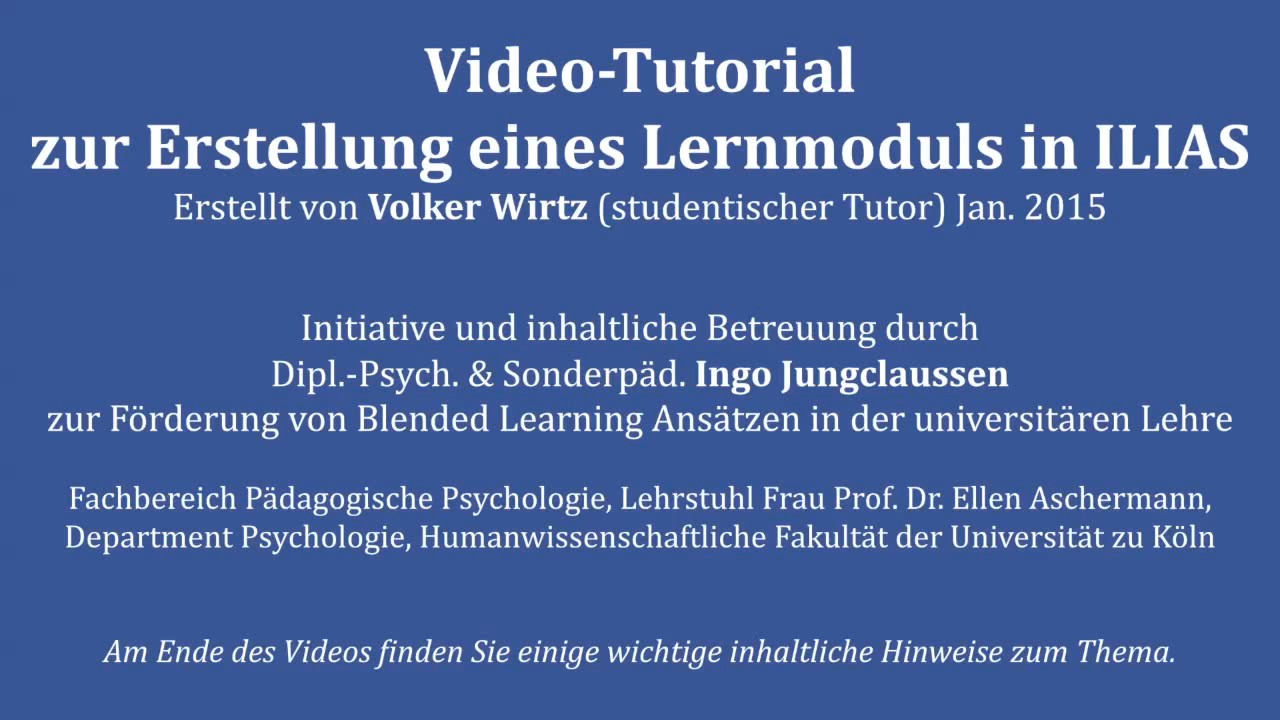 Video-Tutorial
zur Erstellung eines Lernmoduls in ILIAS
Erstellt von Volker Wirtz (studentischer Tutor) Jan. 2015
Initiative und inhaltliche Betreuung durch
Dipl.-Psych. & Sonderpäd. Ingo Jungclaussen
zur Förderung von Blended Learning Ansätzen in der universitären Lehre
Fachbereich Pädagogische Psychologie, Lehrstuhl Frau Prof. Dr. Ellen Aschermann,
Department Psychologie, Humanwissenschaftliche Fakultät der Universität zu Köln
Am Ende des Videos finden Sie einige wichtige inhaltliche Hinweise zum Thema.